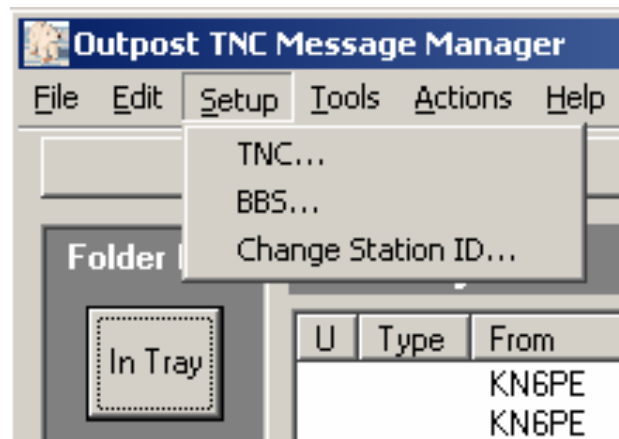 Outpost TNC Message Manager
File Edit Setup Tools Actions Help
TNC...
BBS...
Change Station ID...
Folder
In Tray
U Type From
KN6PE
KN6PE